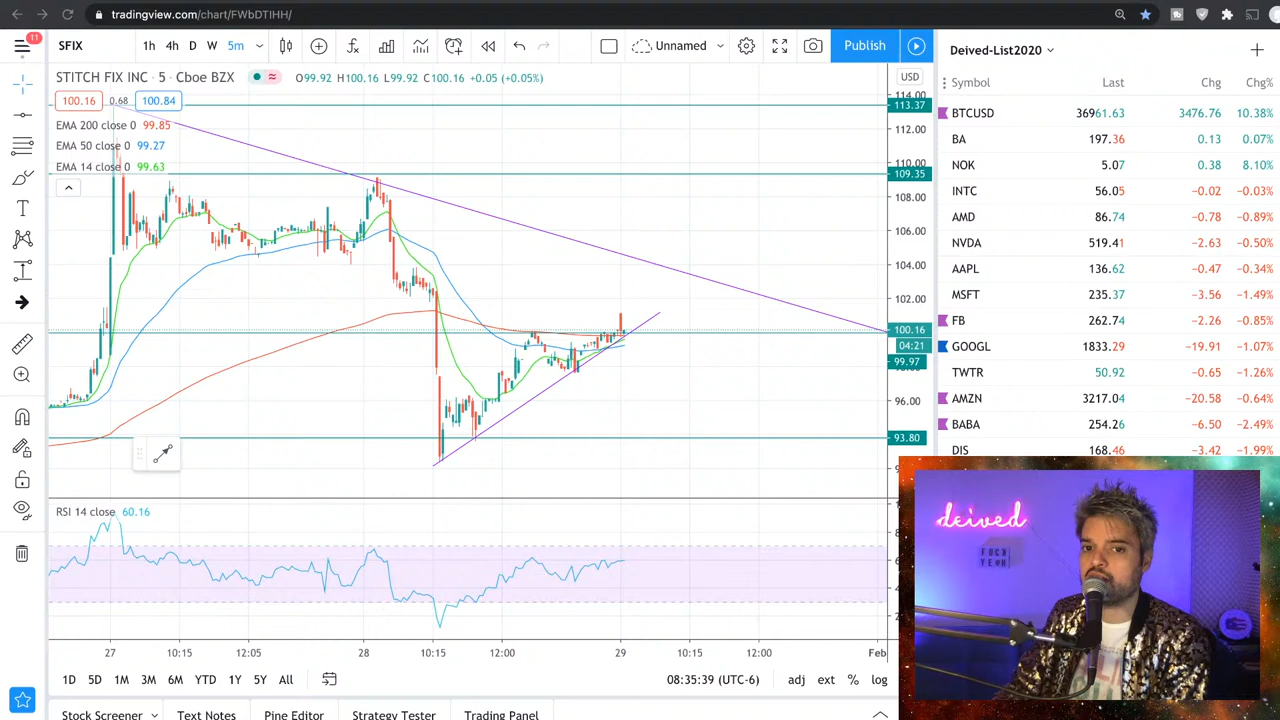 tradingview.com/chart/FWbDTIHH/
11
SFIX
1h 4h D W 5m
Unnamed
Publish
Deived-List2020
STITCH FIX INC · 5 · Cboe BZX
O99.92 H100.16 L99.92 C100.16 +0.05 (+0.05%)
USD
Symbol Last Chg Chg%
100.16 0.68 100.84
EMA 200 close 0 99.85
EMA 50 close 0 99.27
EMA 14 close 0 99.63
114.00
113.37
112.00
110.00
109.35
108.00
106.00
104.00
102.00
100.16
04:21
99.97
96.00
93.80
BTCUSD 36961.63 3476.76 10.38%
BA 197.36 0.13 0.07%
NOK 5.07 0.38 8.10%
INTC 56.05 −0.02 −0.03%
AMD 86.74 −0.78 −0.89%
NVDA 519.41 −2.63 −0.50%
AAPL 136.62 −0.47 −0.34%
MSFT 235.37 −3.56 −1.49%
FB 262.74 −2.26 −0.85%
GOOGL 1833.29 −19.91 −1.07%
TWTR 50.92 −0.65 −1.26%
AMZN 3217.04 −20.58 −0.64%
BABA 254.26 −6.50 −2.49%
DIS 168.46 −3.42 −1.99%
RSI 14 close 60.16
27 10:15 12:05 28 10:15 12:00 29 10:15 12:00 Feb
1D 5D 1M 3M 6M YTD 1Y 5Y All
08:35:39 (UTC-6)
adj ext % log
Stock Screener Text Notes Pine Editor Strategy Tester Trading Panel
deived
FUCK
YEAH